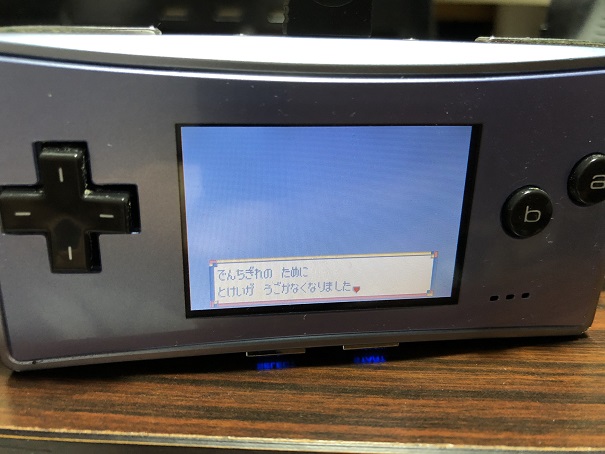 でんちぎれの ために
とけいが うごかなくなりました
b
a